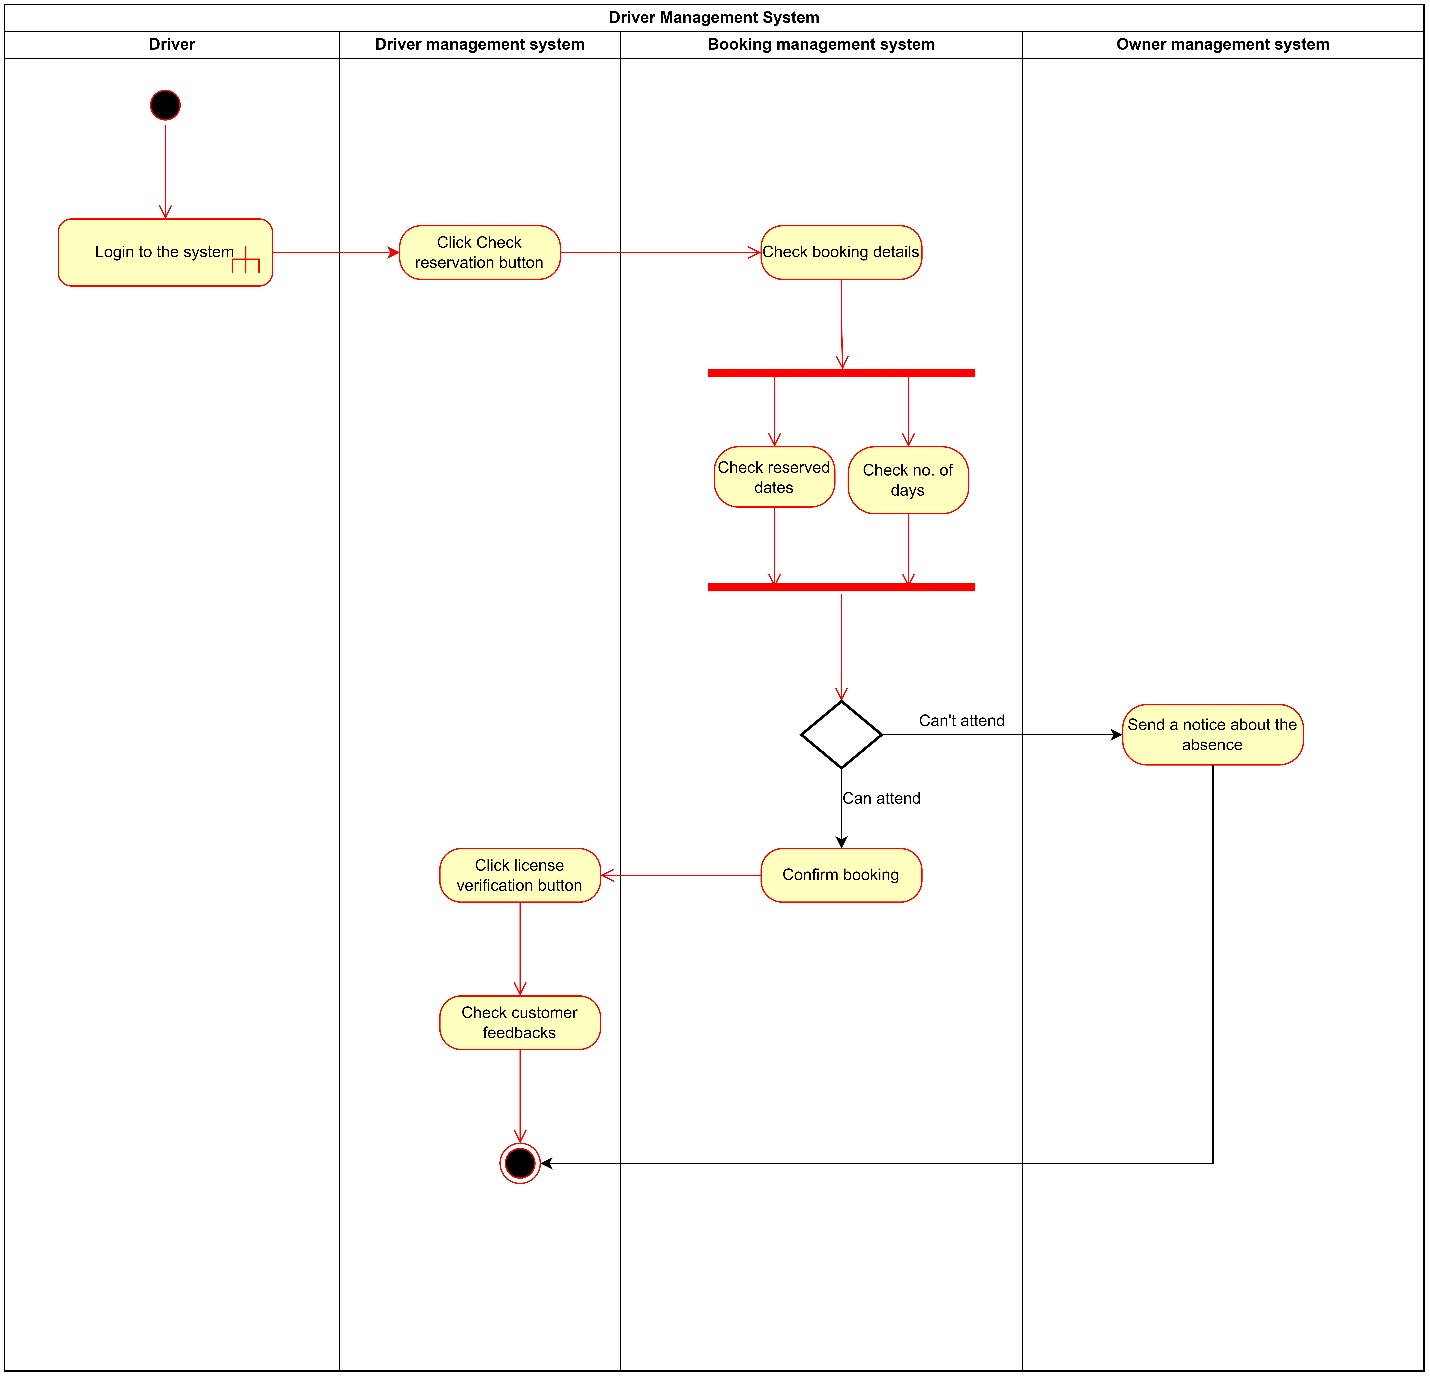 Driver Management System
Driver
Driver management system
Booking management system
Owner management system
Login to the system
Click Check
reservation button
Check booking details
Check reserved
dates
Check no. of
days
Can't attend
Send a notice about the
absence
Can attend
Click license
verification button
Confirm booking
Check customer
feedbacks